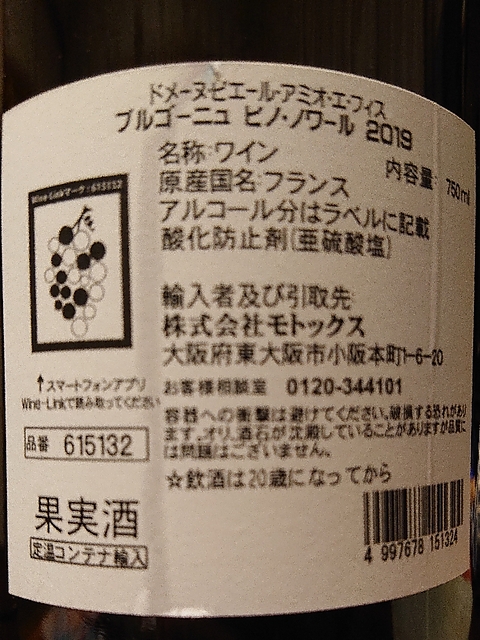 ドメーヌピエール・アミオ・エ・フィス
ブルゴーニュ ピノ・ノワール 2019
名称:ワイン
内容量: 750ml
原産国名:フランス
アルコール分はラベルに記載
酸化防止剤(亜硫酸塩)
Wine-Linkマーク:615132
輸入者及び引取先:
株式会社モトックス
大阪府東大阪市小阪本町1-6-20
お客様相談室 0120-344101
↑スマートフォンアプリ
Wine-Linkで読み取ってください
容器への衝撃は避けてください。破損する恐れがあり
ます。オリ、酒石が沈殿していることがありますが品質に
は問題はございません。
品番 615132
☆飲酒は20歳になってから
果実酒
定温コンテナ輸入
4 997678 151324